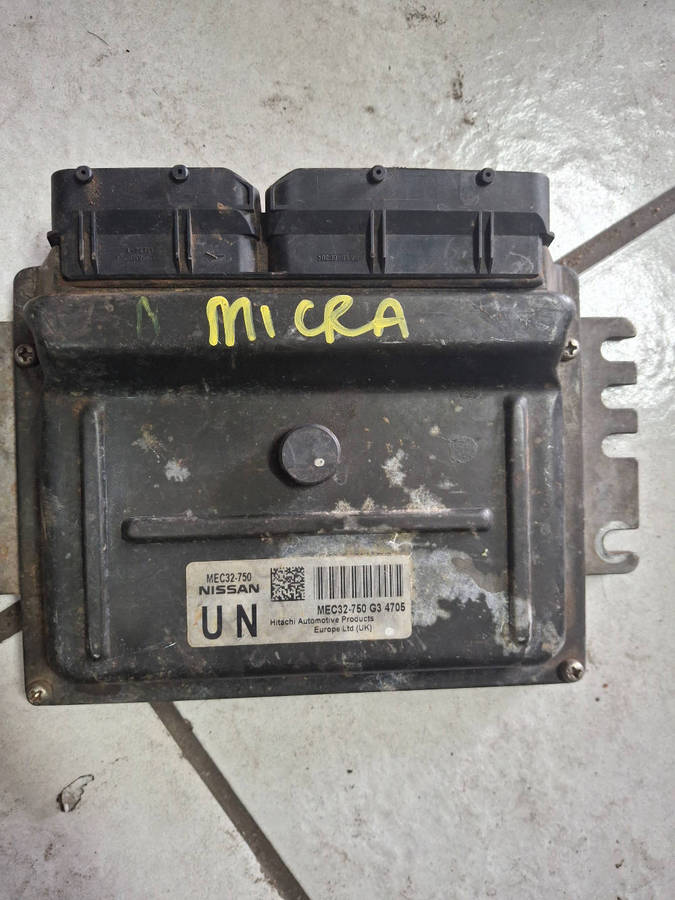 N MICRA
MEC32-750
NISSAN
UN
MEC32-750 G3 4705
Hitachi Automotive Products
Europe Ltd (UK)